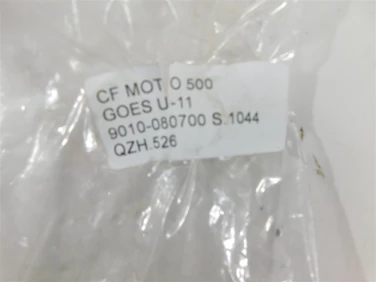 CF MOTO 500
GOES U-11
9010-080700 S.1044
QZH.526